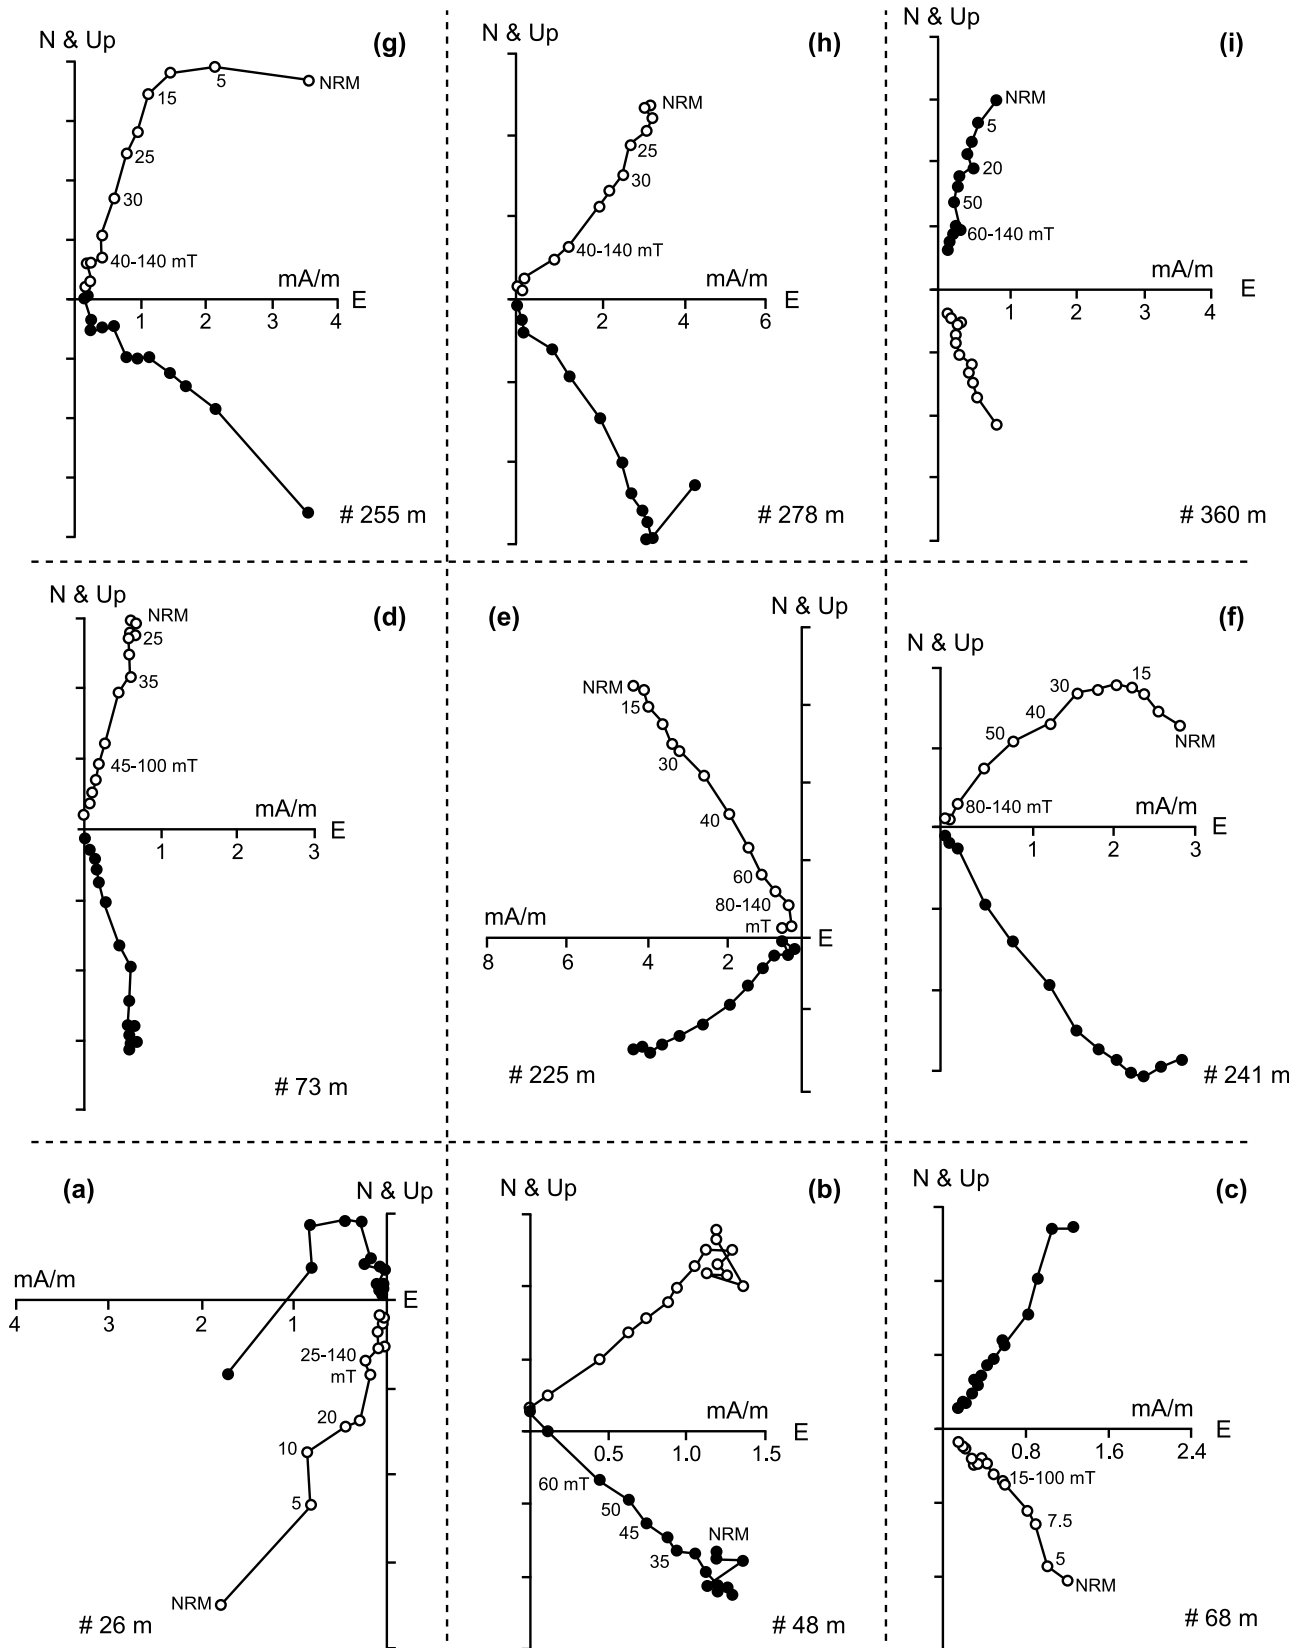 N & Up
(g)
5
NRM
15
25
30
40-140 mT
mA/m
E
1
2
3
4
# 255 m
N & Up
(h)
NRM
25
30
40-140 mT
mA/m
E
2
4
6
# 278 m
N & Up
(i)
NRM
5
20
50
60-140 mT
mA/m
E
1
2
3
4
# 360 m
N & Up
(d)
NRM
25
35
45-100 mT
mA/m
E
1
2
3
# 73 m
N & Up
(e)
NRM
15
30
40
60
80-140
mT
mA/m
E
8
6
4
2
# 225 m
N & Up
(f)
15
30
40
50
NRM
80-140 mT
mA/m
E
1
2
3
# 241 m
(a)
N & Up
mA/m
E
4
3
2
1
25-140
mT
20
10
5
NRM
# 26 m
N & Up
(b)
mA/m
E
0.5
1.0
1.5
60 mT
50
45
35
NRM
# 48 m
N & Up
(c)
mA/m
E
0.8
1.6
2.4
15-100 mT
7.5
5
NRM
# 68 m